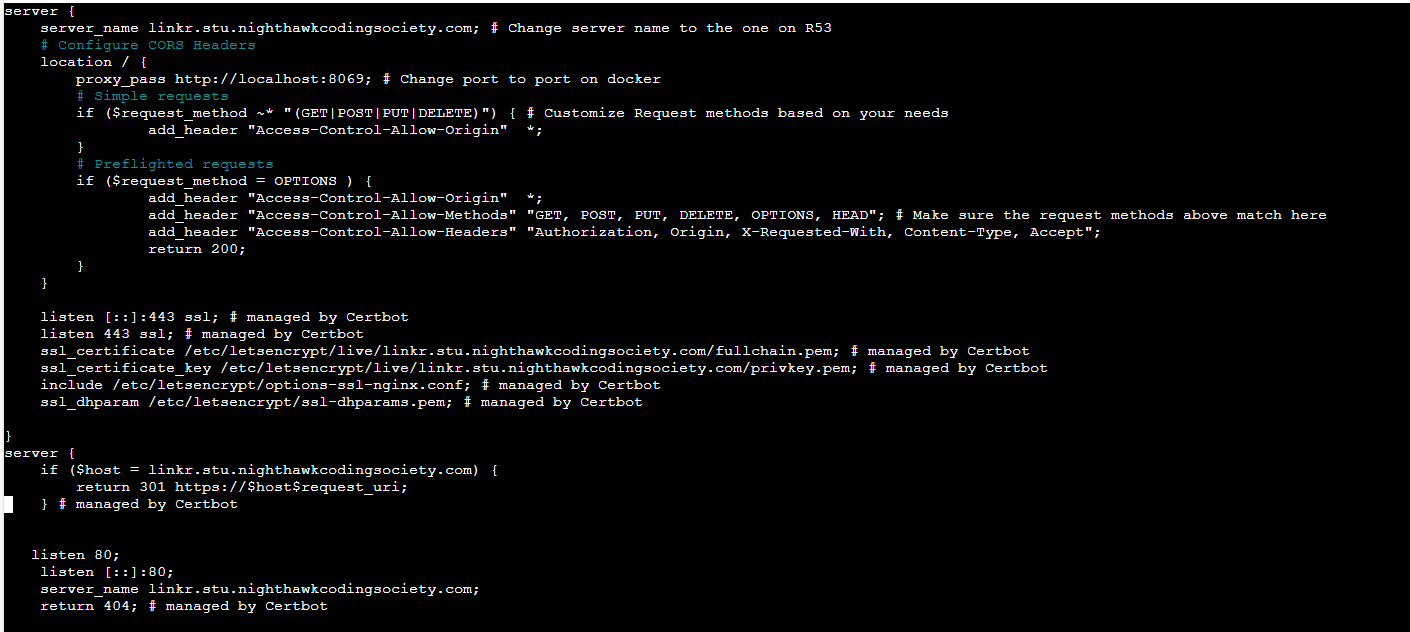 server {
    server_name linkr.stu.nighthawkcodingsociety.com; # Change server name to the one on R53
    # Configure CORS Headers
    location / {
        proxy_pass http://localhost:8069; # Change port to port on docker
        # Simple requests
        if ($request_method ~* "(GET|POST|PUT|DELETE)") { # Customize Request methods based on your needs
                add_header "Access-Control-Allow-Origin"  *;
        }
        # Preflighted requests
        if ($request_method = OPTIONS ) {
                add_header "Access-Control-Allow-Origin"  *;
                add_header "Access-Control-Allow-Methods" "GET, POST, PUT, DELETE, OPTIONS, HEAD"; # Make sure the request methods above match here
                add_header "Access-Control-Allow-Headers" "Authorization, Origin, X-Requested-With, Content-Type, Accept";
                return 200;
        }
    }

    listen [::]:443 ssl; # managed by Certbot
    listen 443 ssl; # managed by Certbot
    ssl_certificate /etc/letsencrypt/live/linkr.stu.nighthawkcodingsociety.com/fullchain.pem; # managed by Certbot
    ssl_certificate_key /etc/letsencrypt/live/linkr.stu.nighthawkcodingsociety.com/privkey.pem; # managed by Certbot
    include /etc/letsencrypt/options-ssl-nginx.conf; # managed by Certbot
    ssl_dhparam /etc/letsencrypt/ssl-dhparams.pem; # managed by Certbot

}
server {
    if ($host = linkr.stu.nighthawkcodingsociety.com) {
        return 301 https://$host$request_uri;
    } # managed by Certbot


   listen 80;
    listen [::]:80;
    server_name linkr.stu.nighthawkcodingsociety.com;
    return 404; # managed by Certbot